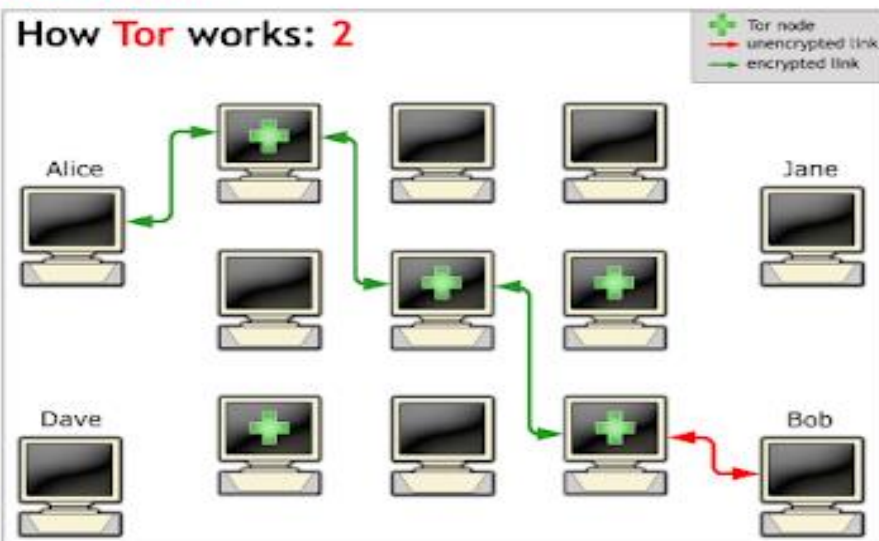 How Tor works: 2
Tor node
unencrypted link
encrypted link
Alice
Jane
Dave
Bob